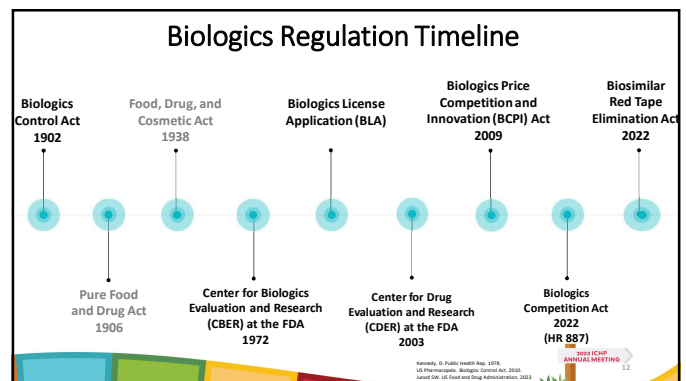 Biologics Regulation Timeline
Biologics
Control Act
1902
Food, Drug, and
Cosmetic Act
1938
Biologics License
Application (BLA)
Biologics Price
Competition and
Innovation (BCPI) Act
2009
Biosimilar
Red Tape
Elimination Act
2022
Pure Food
and Drug Act
1906
Center for Biologics
Evaluation and Research
(CBER) at the FDA
1972
Center for Drug
Evaluation and Research
(CDER) at the FDA
2003
Biologics
Competition Act
2022
(HR 887)
Kennedy, D. Public Health Rep. 1978.
US Pharmacopeia. Biologics. Control Act. 2010.
Junod SW. US Food and Drug Administration. 2023
2023 ICHP
ANNUAL MEETING
12